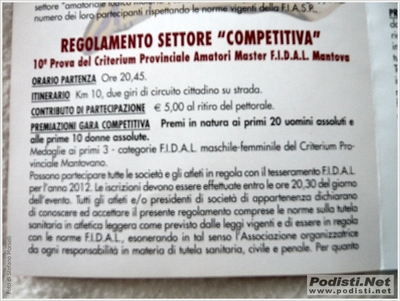 settore "amatoriale ludico
numero dei loro partecipanti rispettando le norme vigenti della F.I.A.S.P.
REGOLAMENTO SETTORE "COMPETITIVA"
10ª Prova del Criterium Provinciale Amatori Master F.I.D.A.L. Mantova
ORARIO PARTENZA Ore 20,45.
ITINERARIO Km 10, due giri di circuito cittadino su strada.
CONTRIBUTO DI PARTECIPAZIONE € 5,00 al ritiro del pettorale.
PREMIAZIONI GARA COMPETITIVA Premi in natura ai primi 20 uomini assoluti e
alle prime 10 donne assolute.
Medaglie ai primi 3 - categorie F.I.D.A.L. maschile-femminile del Criterium Pro-
vinciale Mantovano.
Possono partecipare tutte le società e gli atleti in regola con il tesseramento F.I.D.A.L
per l'anno 2012. Le iscrizioni devono essere effettuate entro le ore 20,30 del giorno
dell'evento. Tutti gli atleti e/o presidenti di società di appartenenza dichiarano
di conoscere ed accettare il presente regolamento comprese le norme sulla tutela
sanitaria in atletica leggera come previsto dalle leggi vigenti e di essere in regola
con le norme F.I.D.A.L., esonerando in tal senso l'Associazione organizzatrice
da ogni responsabilità in materia di tutela sanitaria, civile e penale. Per quanto
Podisti.Net
www.podisti.net